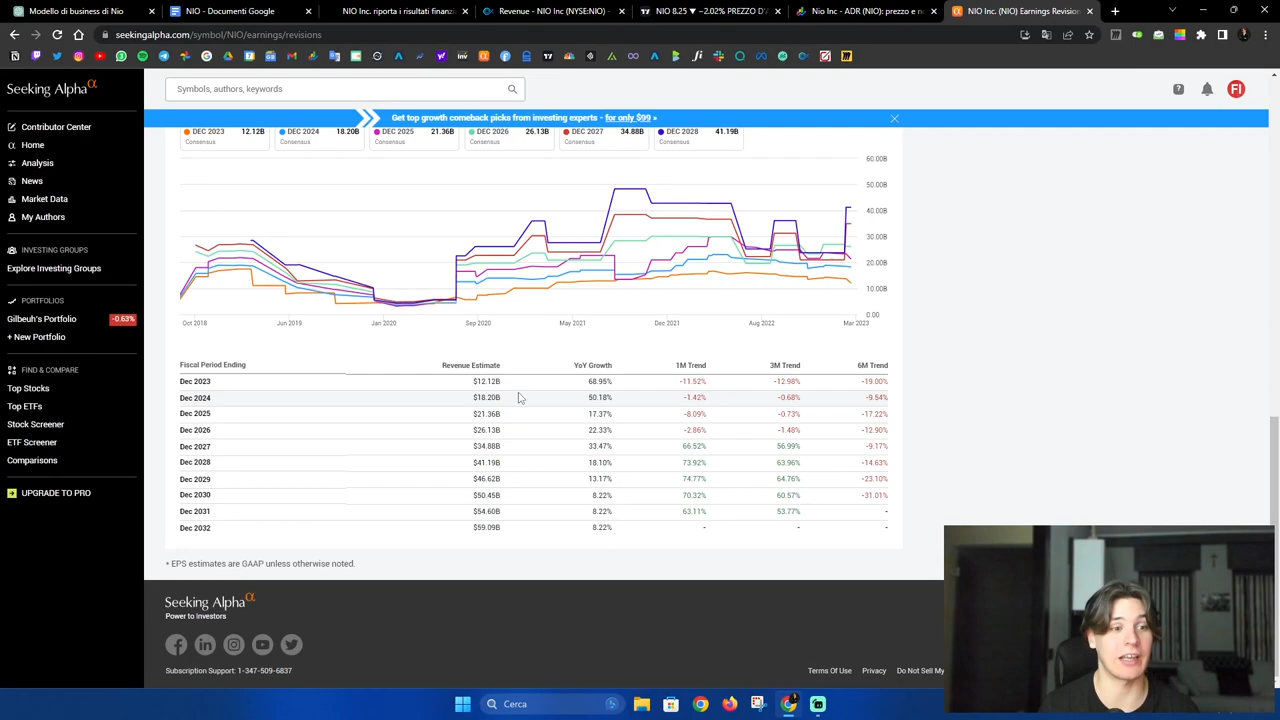 Modello di business di Nio
Google Docs
NIO Inc. riporta i risultati finanzi
Revenue - NIO (NYSE:NIO) -
NIO 8.25 ▼ −2.02% PREZZO D'A
Nio Inc - ADR (NIO): prezzo e no
NIO Inc. (NIO) Earnings Revision
seekingalpha.com/symbol/NIO/earnings/revisions
Seeking Alpha α
Symbols, authors, keywords
FI
Get top growth comeback picks from investing experts - for only $99 »
Contributor Center
Home
Analysis
News
Market Data
My Authors
INVESTING GROUPS
Explore Investing Groups
PORTFOLIOS
Gilbeuh's Portfolio -0.63%
+ New Portfolio
FIND & COMPARE
Top Stocks
Top ETFs
Stock Screener
ETF Screener
Comparisons
UPGRADE TO PRO
DEC 2023 12.12B
Consensus
DEC 2024 18.20B
Consensus
DEC 2025 21.36B
Consensus
DEC 2026 26.13B
Consensus
DEC 2027 34.88B
Consensus
DEC 2028 41.19B
Consensus
60.00B
50.00B
40.00B
30.00B
20.00B
10.00B
0.00
Oct 2018 Jun 2019 Jan 2020 Sep 2020 May 2021 Dec 2021 Aug 2022 Mar 2023
Fiscal Period Ending Revenue Estimate YoY Growth 1M Trend 3M Trend 6M Trend
Dec 2023 $12.12B 68.95% -11.52% -12.98% -19.00%
Dec 2024 $18.20B 50.18% -1.42% -0.68% -9.54%
Dec 2025 $21.36B 17.37% -8.09% -0.73% -17.22%
Dec 2026 $26.13B 22.33% -2.86% -1.48% -12.90%
Dec 2027 $34.88B 33.47% 66.52% 56.99% -9.17%
Dec 2028 $41.19B 18.10% 73.92% 63.96% -14.63%
Dec 2029 $46.62B 13.17% 74.77% 64.76% -23.10%
Dec 2030 $50.45B 8.22% 70.32% 60.57% -31.01%
Dec 2031 $54.60B 8.22% 63.11% 53.77% -
Dec 2032 $59.09B 8.22% - - -
* EPS estimates are GAAP unless otherwise noted.
Seeking Alpha α
Power to Investors
Subscription Support: 1-347-509-6837
Terms Of Use
Privacy
Do Not Sell My
Cerca